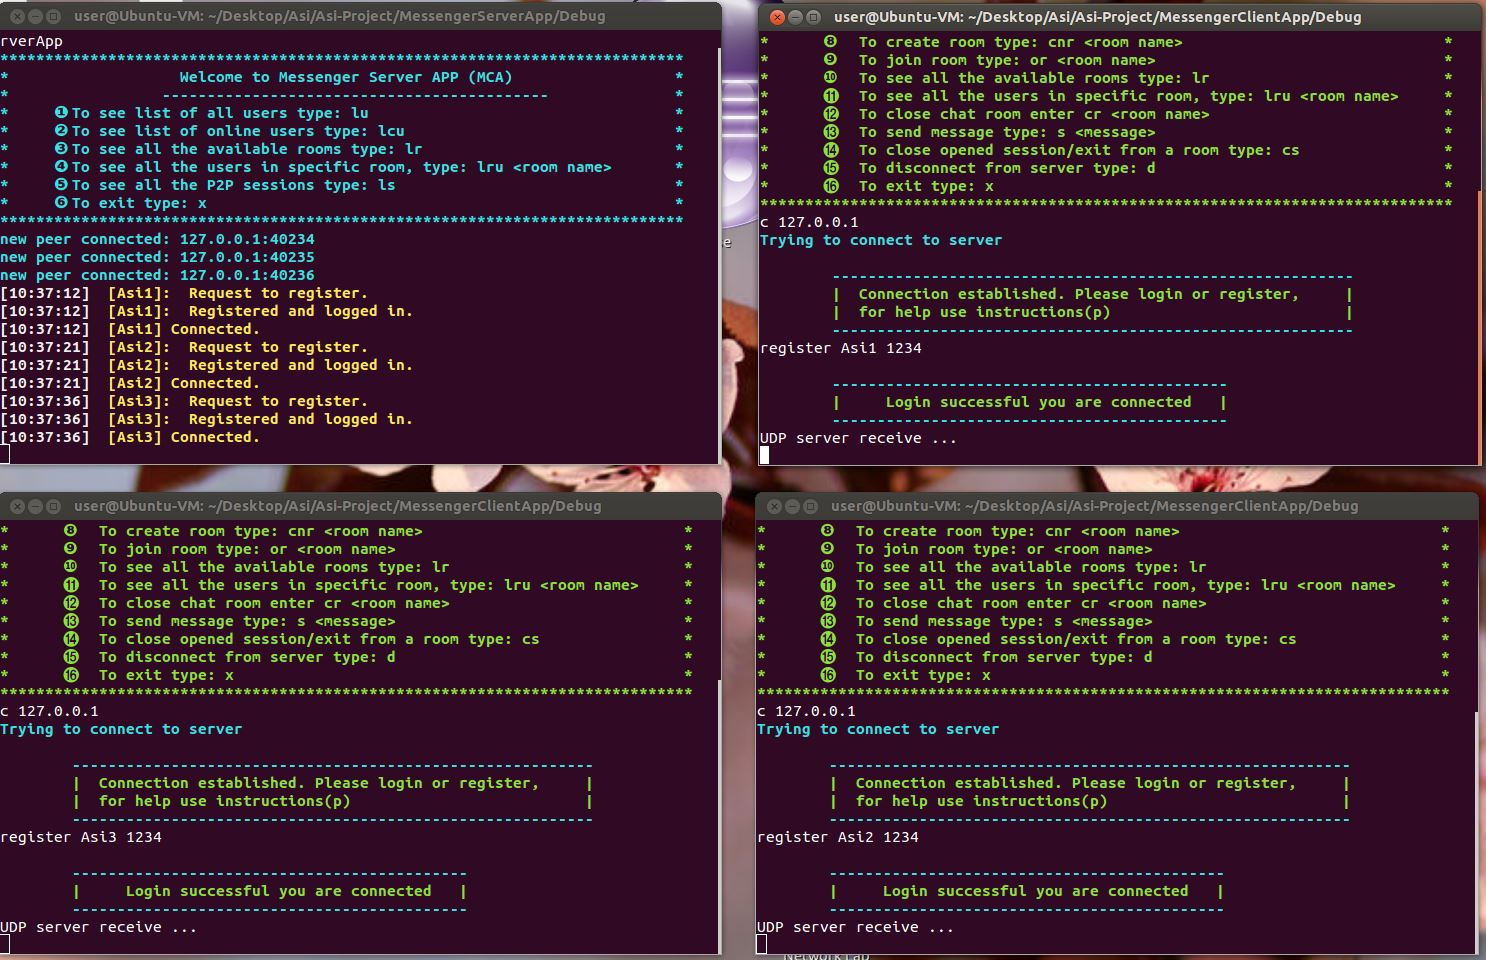 user@Ubuntu-VM: ~/Desktop/Asi/Asi-Project/MessengerServerApp/Debug
rverApp
****************************************************************************
* Welcome to Messenger Server APP (MCA) *
* ------------------------------------------- *
* ❶To see list of all users type: lu *
* ❷To see list of online users type: lcu *
* ❸To see all the available rooms type: lr *
* ❹To see all the users in specific room, type: lru <room name> *
* ❺To see all the P2P sessions type: ls *
* ❻To exit type: x *
****************************************************************************
new peer connected: 127.0.0.1:40234
new peer connected: 127.0.0.1:40235
new peer connected: 127.0.0.1:40236
[10:37:12] [Asi1]: Request to register.
[10:37:12] [Asi1]: Registered and logged in.
[10:37:12] [Asi1] Connected.
[10:37:21] [Asi2]: Request to register.
[10:37:21] [Asi2]: Registered and logged in.
[10:37:21] [Asi2] Connected.
[10:37:36] [Asi3]: Request to register.
[10:37:36] [Asi3]: Registered and logged in.
[10:37:36] [Asi3] Connected.
user@Ubuntu-VM: ~/Desktop/Asi/Asi-Project/MessengerClientApp/Debug
* ❽ To create room type: cnr <room name> *
* ❾ To join room type: or <room name> *
* ❿ To see all the available rooms type: lr *
* ⓫ To see all the users in specific room, type: lru <room name> *
* ⓬ To close chat room enter cr <room name> *
* ⓭ To send message type: s <message> *
* ⓮ To close opened session/exit from a room type: cs *
* ⓯ To disconnect from server type: d *
* ⓰ To exit type: x *
*****************************************************************************
c 127.0.0.1
Trying to connect to server
----------------------------------------------------------
| Connection established. Please login or register, |
| for help use instructions(p) |
----------------------------------------------------------
register Asi1 1234
--------------------------------------------
| Login successful you are connected |
--------------------------------------------
UDP server receive ...
user@Ubuntu-VM: ~/Desktop/Asi/Asi-Project/MessengerClientApp/Debug
* ❽ To create room type: cnr <room name> *
* ❾ To join room type: or <room name> *
* ❿ To see all the available rooms type: lr *
* ⓫ To see all the users in specific room, type: lru <room name> *
* ⓬ To close chat room enter cr <room name> *
* ⓭ To send message type: s <message> *
* ⓮ To close opened session/exit from a room type: cs *
* ⓯ To disconnect from server type: d *
* ⓰ To exit type: x *
*****************************************************************************
c 127.0.0.1
Trying to connect to server
----------------------------------------------------------
| Connection established. Please login or register, |
| for help use instructions(p) |
----------------------------------------------------------
register Asi3 1234
--------------------------------------------
| Login successful you are connected |
--------------------------------------------
UDP server receive ...
user@Ubuntu-VM: ~/Desktop/Asi/Asi-Project/MessengerClientApp/Debug
* ❽ To create room type: cnr <room name> *
* ❾ To join room type: or <room name> *
* ❿ To see all the available rooms type: lr *
* ⓫ To see all the users in specific room, type: lru <room name> *
* ⓬ To close chat room enter cr <room name> *
* ⓭ To send message type: s <message> *
* ⓮ To close opened session/exit from a room type: cs *
* ⓯ To disconnect from server type: d *
* ⓰ To exit type: x *
*****************************************************************************
c 127.0.0.1
Trying to connect to server
----------------------------------------------------------
| Connection established. Please login or register, |
| for help use instructions(p) |
----------------------------------------------------------
register Asi2 1234
--------------------------------------------
| Login successful you are connected |
--------------------------------------------
UDP server receive ...